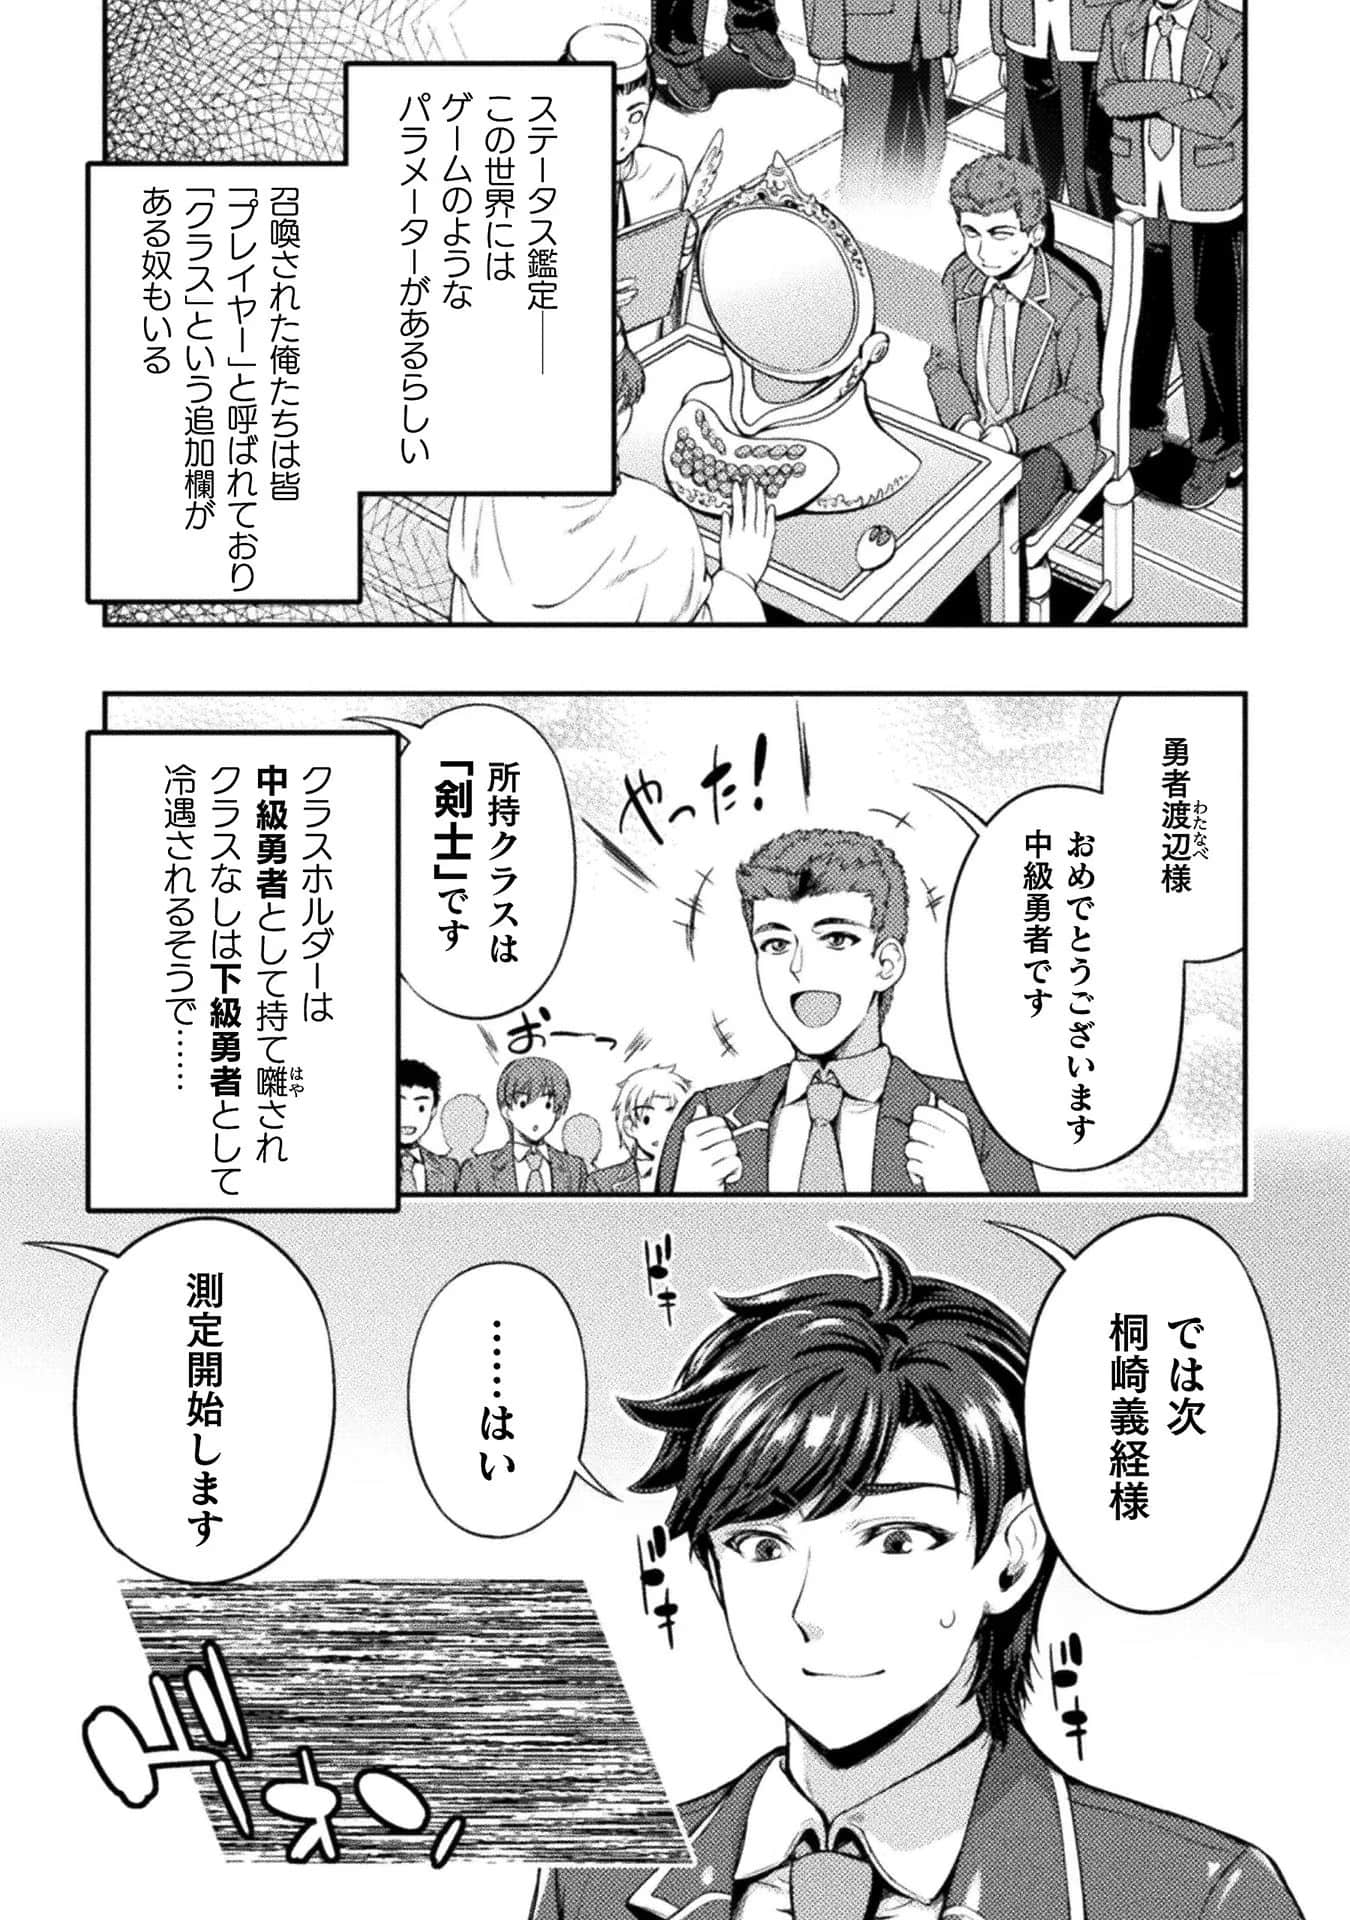 ステータス鑑定――
この世界には
ゲームのような
パラメーターがあるらしい
召喚された俺たちは皆
「プレイヤー」と呼ばれており
「クラス」という追加欄が
ある奴もいる
勇者渡辺様
わたなべ
おめでとうございます
中級勇者です
やった!
所持クラスは
「剣士」です
おーっ
クラスホルダーは
中級勇者として持て囃され
はや
クラスなしは下級勇者として
冷遇されるそうで……
では次
桐崎義経様
ドキ
ドキ
ドキ
ドキ
……はい
測定開始します